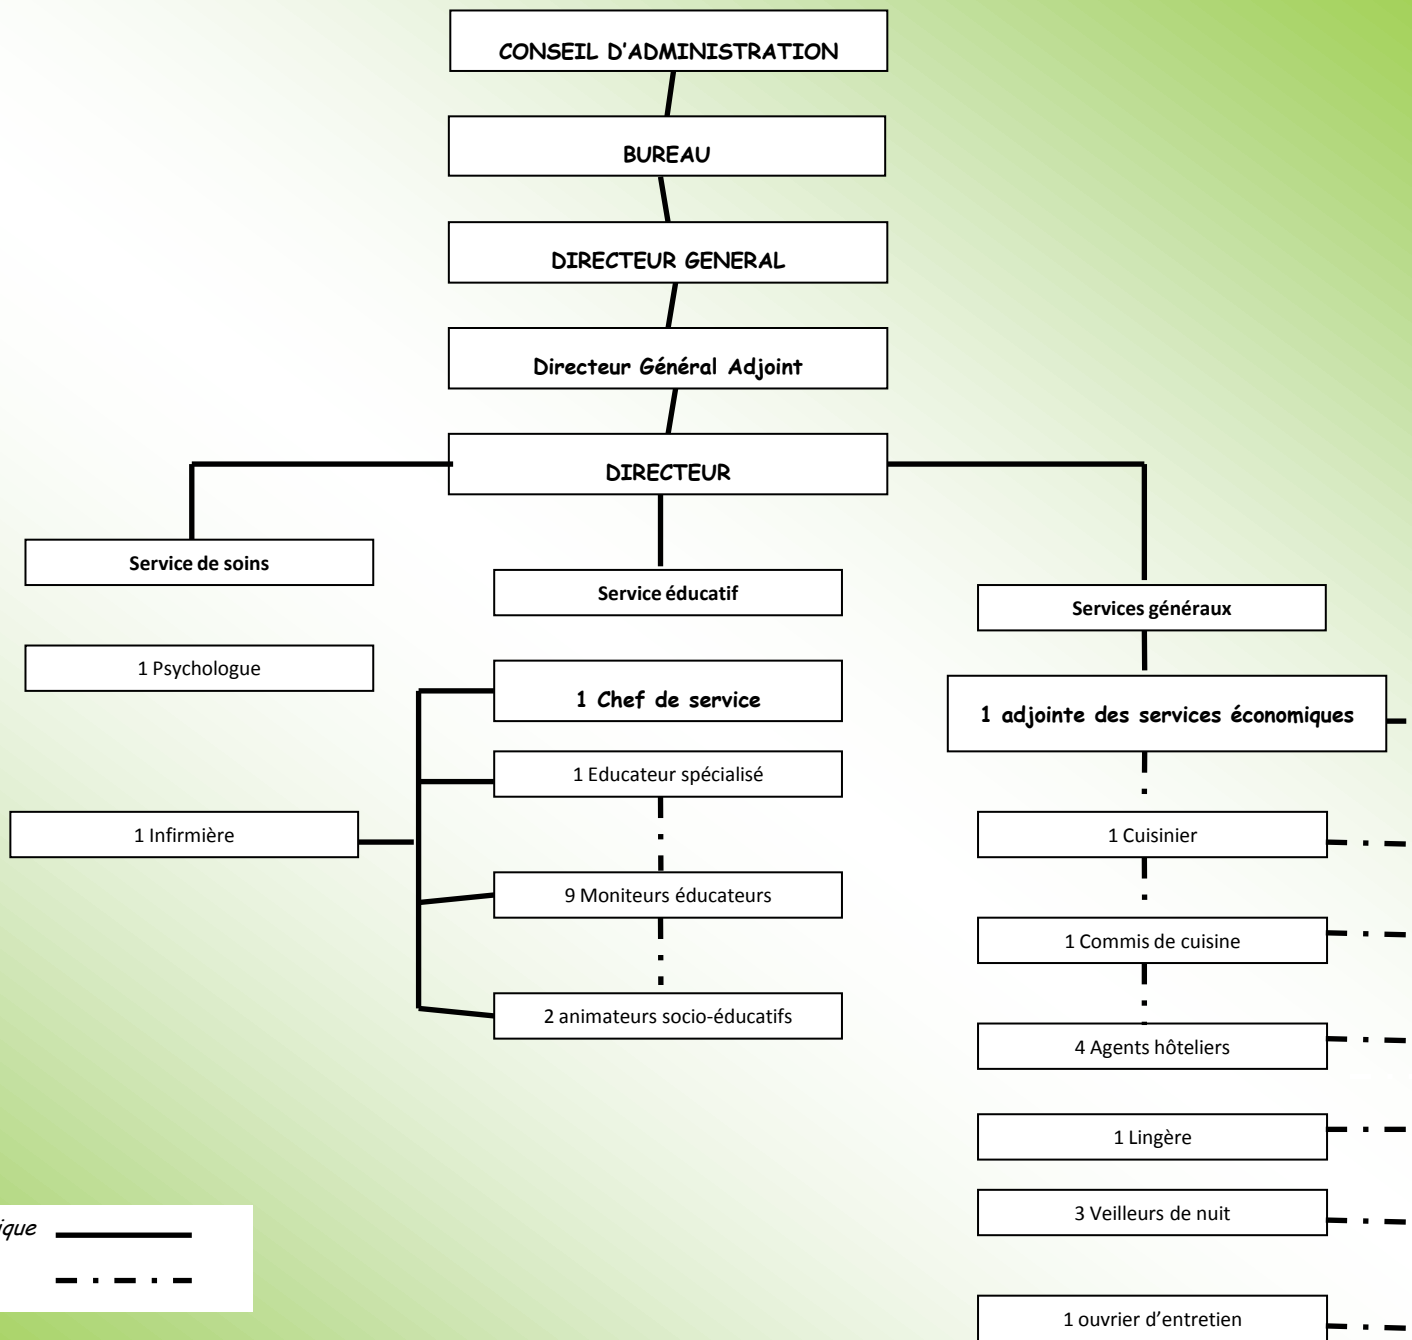 CONSEIL D'ADMINISTRATION
BUREAU
DIRECTEUR GENERAL
Directeur Général Adjoint
DIRECTEUR
Service de soins
1 Psychologue
1 Infirmière
Service éducatif
1 Chef de service
1 Educateur spécialisé
9 Moniteurs éducateurs
2 animateurs socio-éducatifs
Services généraux
1 adjointe des services économiques
1 Cuisinier
1 Commis de cuisine
4 Agents hôteliers
1 Lingère
3 Veilleurs de nuit
1 ouvrier d'entretien